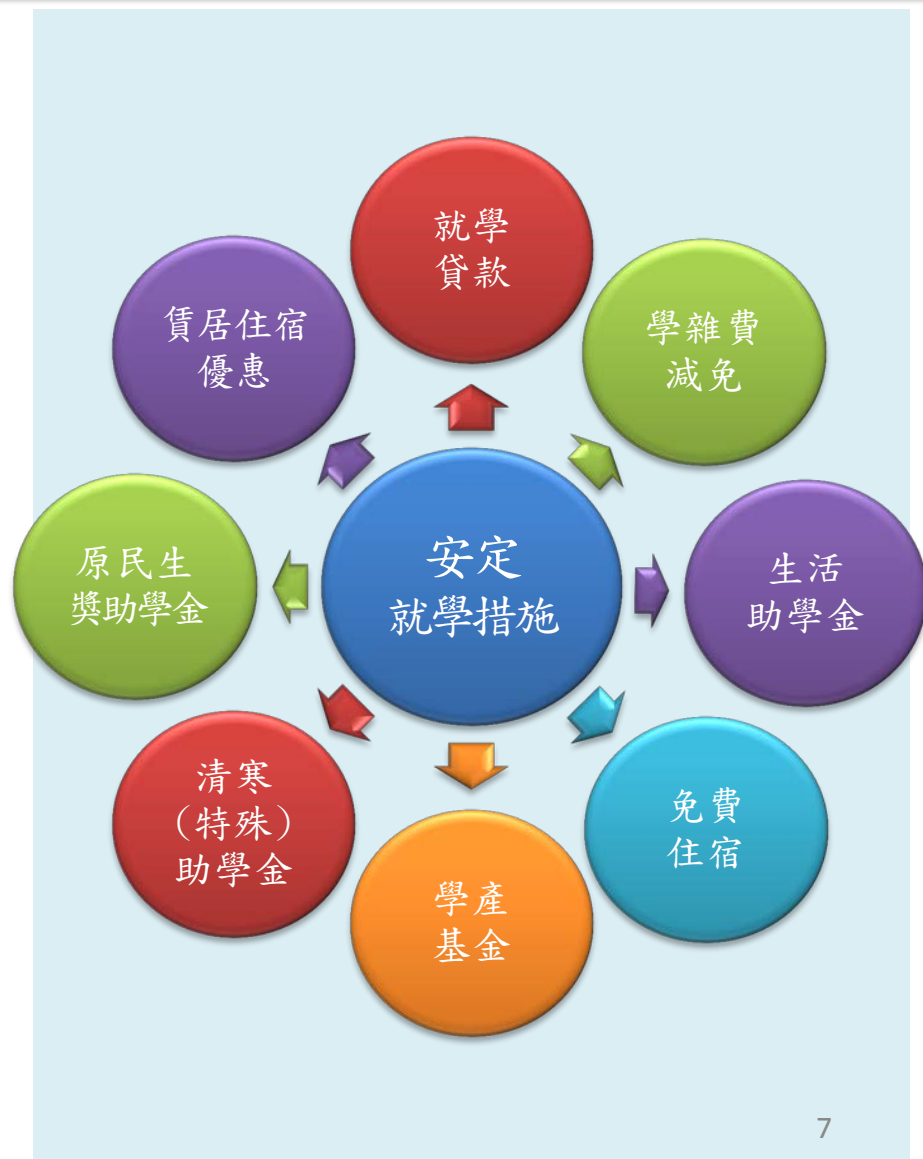 就學
貸款
學雜費
減免
生活
助學金
免費
住宿
學產
基金
清寒
（特殊）
助學金
原民生
獎助學金
賃居住宿
優惠
安定
就學措施
7